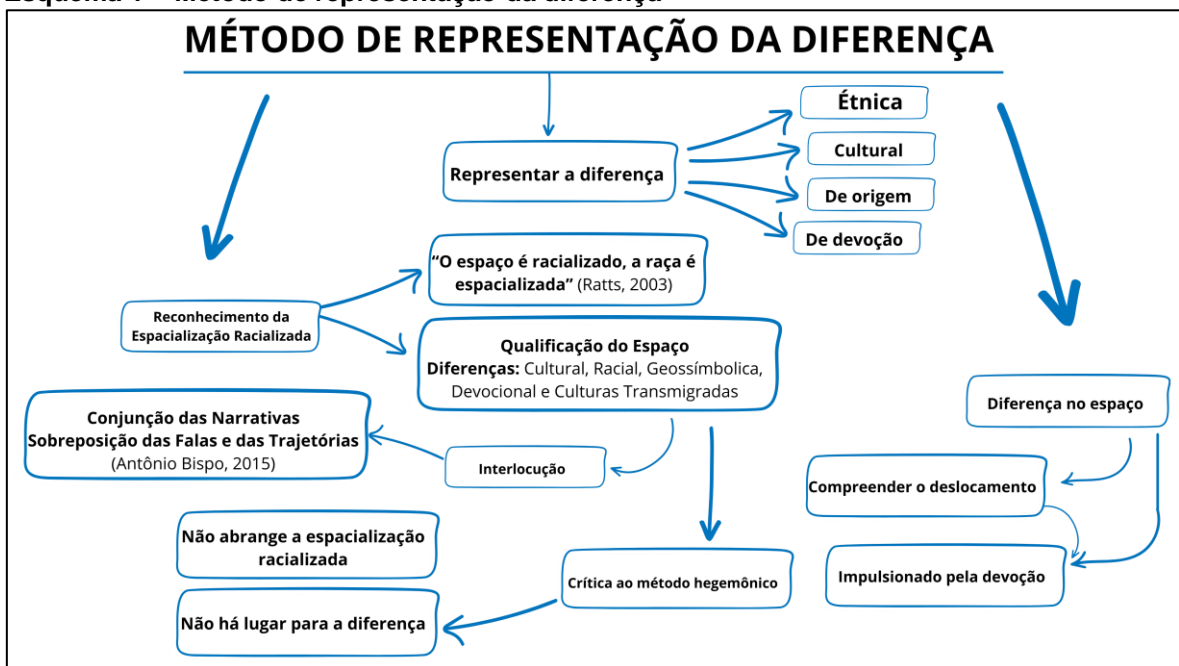 MÉTODO DE REPRESENTAÇÃO DA DIFERENÇA
Étnica
Cultural
Representar a diferença
De origem
De devoção
“O espaço é racializado, a raça é
espacializada” (Ratts, 2003)
Reconhecimento da
Espacialização Racializada
Qualificação do Espaço
Diferenças: Cultural, Racial, Geossímbolica,
Devocional e Culturas Transmigradas
Diferença no espaço
Conjunção das Narrativas
Sobreposição das Falas e das Trajetórias
(Antônio Bispo, 2015)
Interlocução
Compreender o deslocamento
Não abrange a espacialização
racializada
Crítica ao método hegemônico
Impulsionado pela devoção
Não há lugar para a diferença